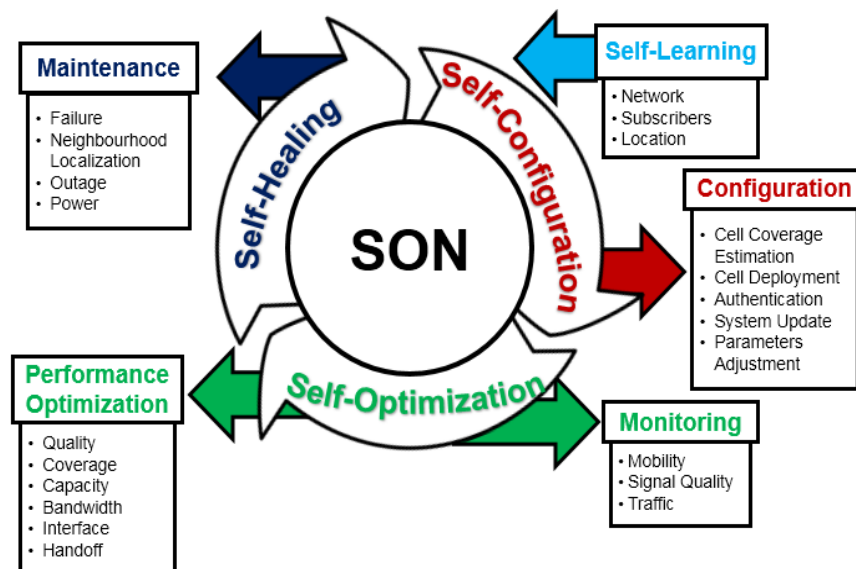 Maintenance
• Failure
• Neighbourhood
Localization
• Outage
• Power
Self-Learning
• Network
• Subscribers
• Location
Self-Healing
Self-Configuration
SON
Self-Optimization
Configuration
• Cell Coverage
Estimation
• Cell Deployment
• Authentication
• System Update
• Parameters
Adjustment
Performance
Optimization
• Quality
• Coverage
• Capacity
• Bandwidth
• Interface
• Handoff
Monitoring
• Mobility
• Signal Quality
• Traffic